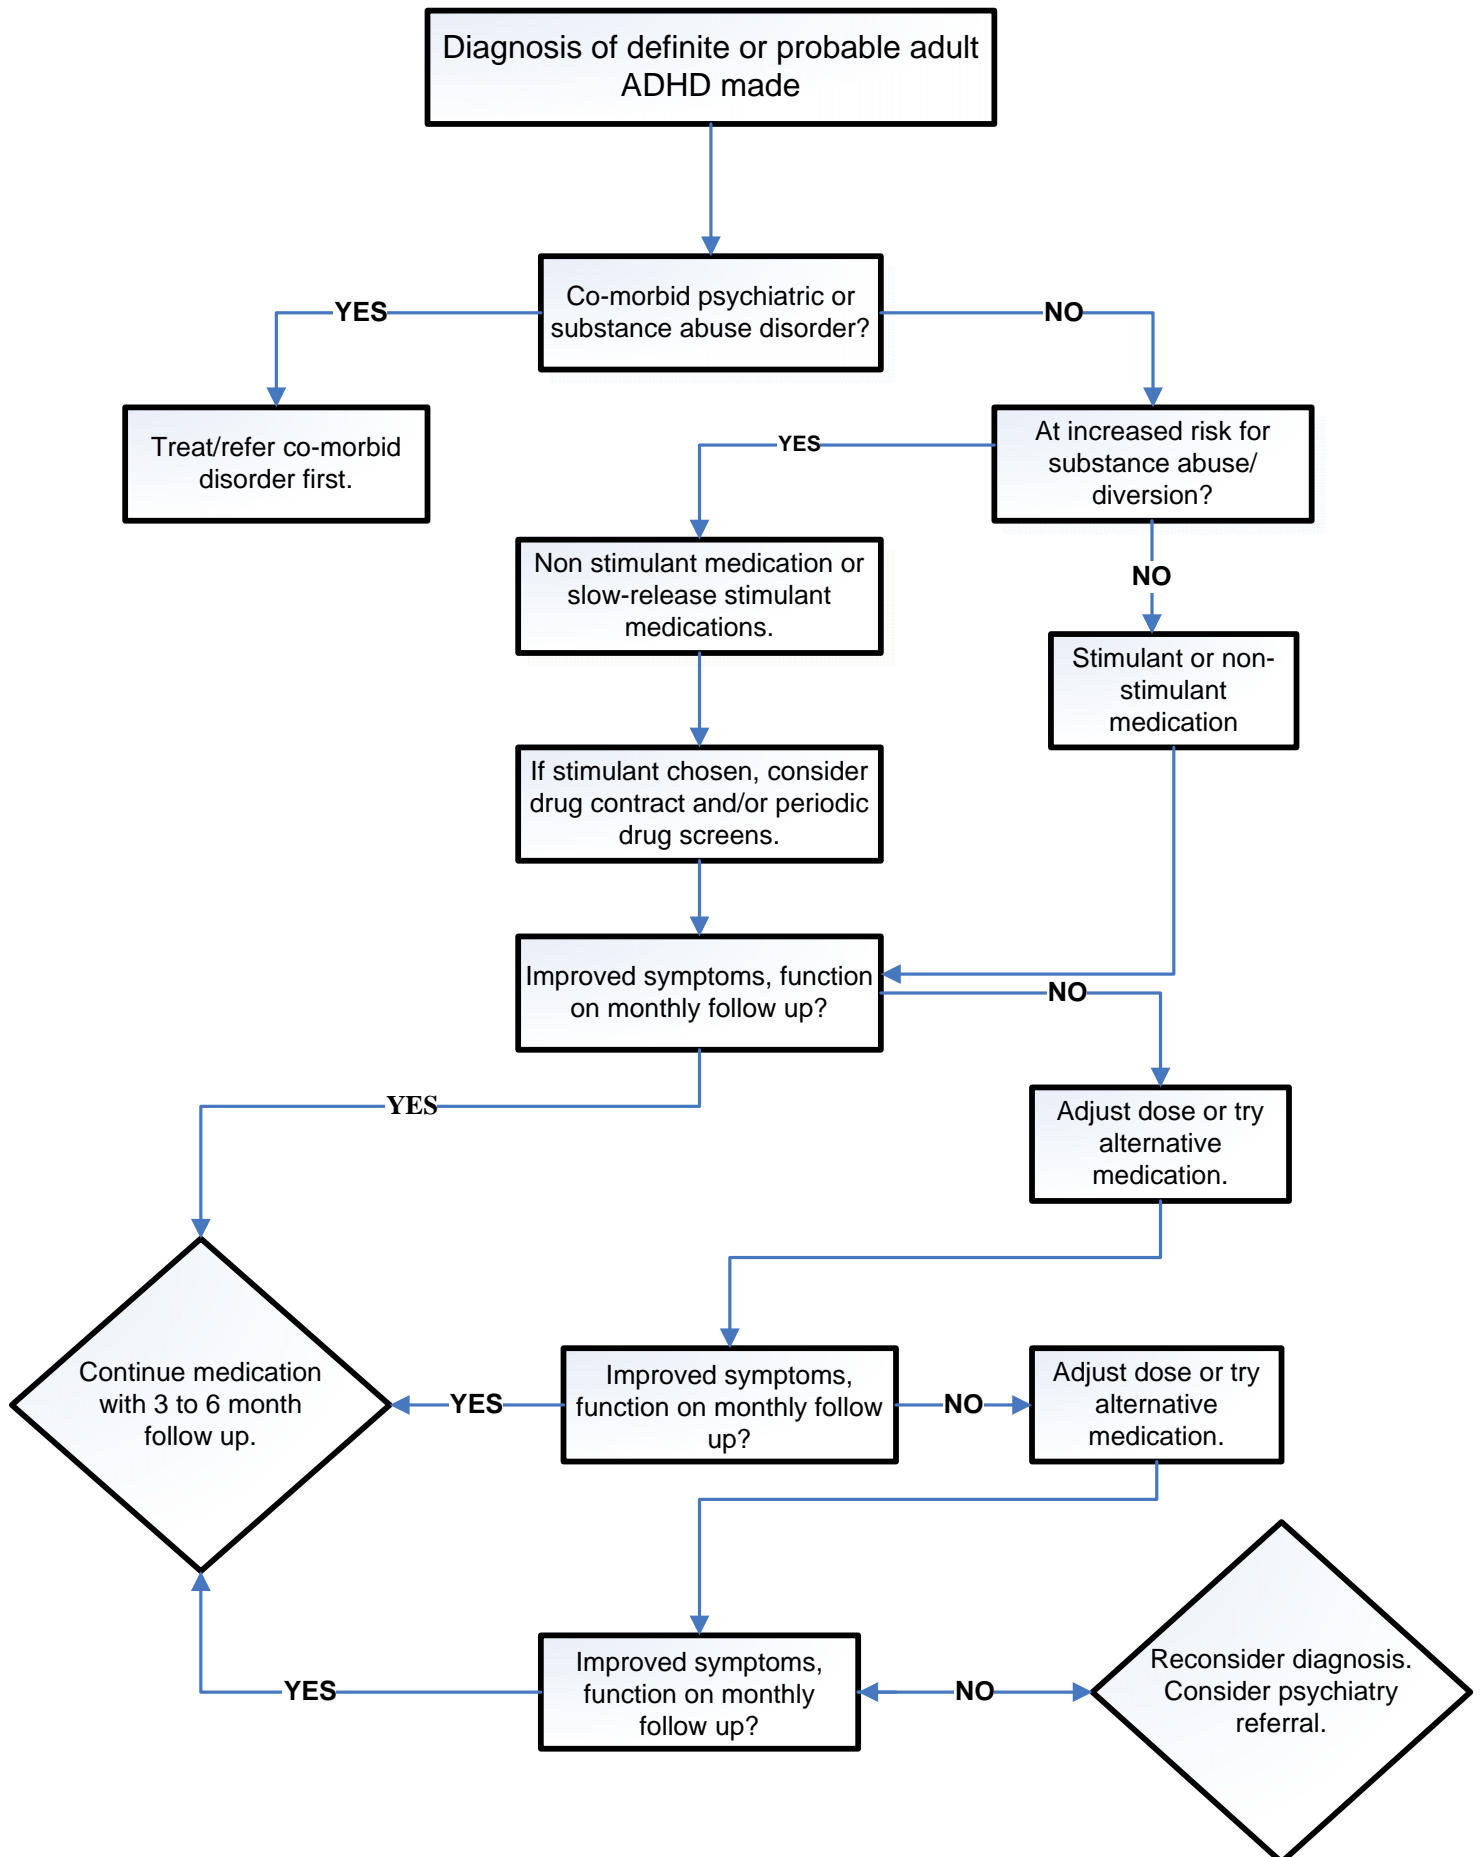 Diagnosis of definite or probable adult
ADHD made
Co-morbid psychiatric or
substance abuse disorder?
YES
NO
Treat/refer co-morbid
disorder first.
At increased risk for
substance abuse/
diversion?
YES
NO
Non stimulant medication or
slow-release stimulant
medications.
Stimulant or non-
stimulant
medication
If stimulant chosen, consider
drug contract and/or periodic
drug screens.
Improved symptoms, function
on monthly follow up?
NO
YES
Adjust dose or try
alternative
medication.
Continue medication
with 3 to 6 month
follow up.
YES
Improved symptoms,
function on monthly follow
up?
NO
Adjust dose or try
alternative
medication.
YES
Improved symptoms,
function on monthly
follow up?
NO
Reconsider diagnosis.
Consider psychiatry
referral.